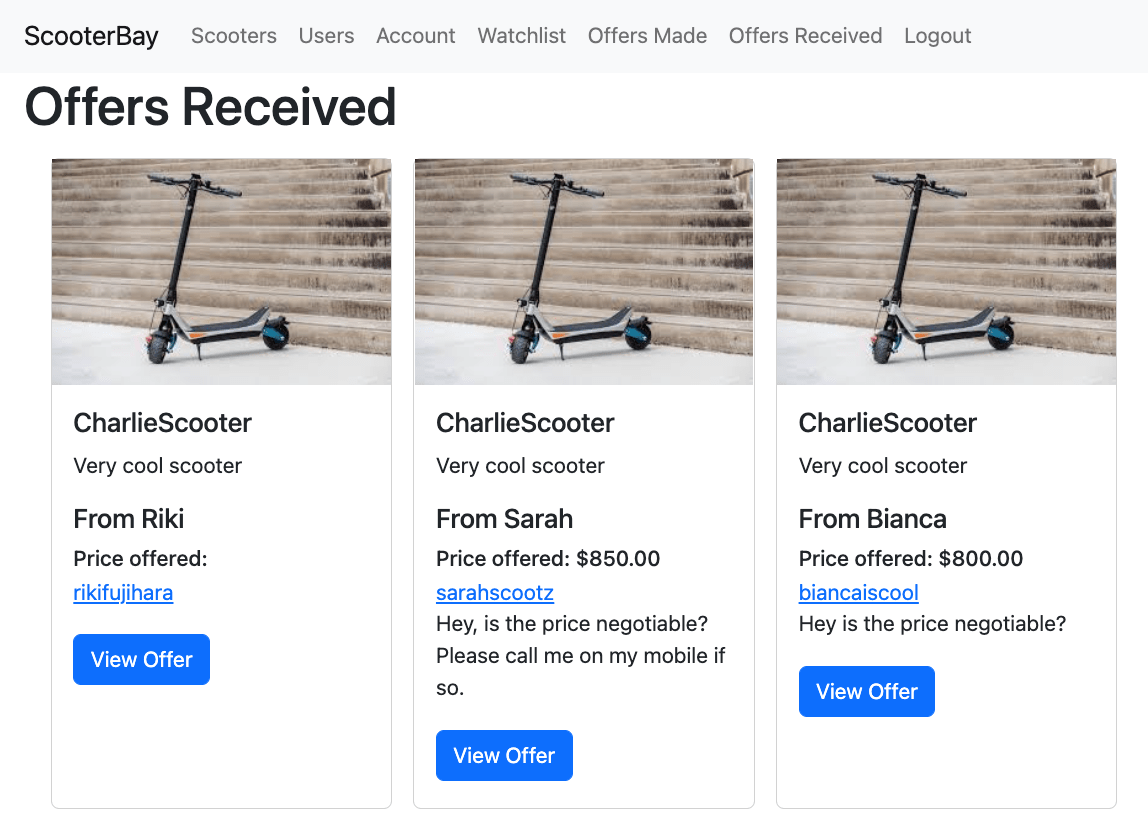 ScooterBay Scooters Users Account Watchlist Offers Made Offers Received Logout
Offers Received
CharlieScooter
Very cool scooter
From Riki
Price offered:
rikifujihara
View Offer
CharlieScooter
Very cool scooter
From Sarah
Price offered: $850.00
sarahscootz
Hey, is the price negotiable?
Please call me on my mobile if
so.
View Offer
CharlieScooter
Very cool scooter
From Bianca
Price offered: $800.00
biancaiscool
Hey is the price negotiable?
View Offer